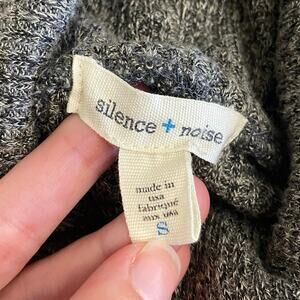 silence + noise
made in
usa
fabriqué
aux usa
S